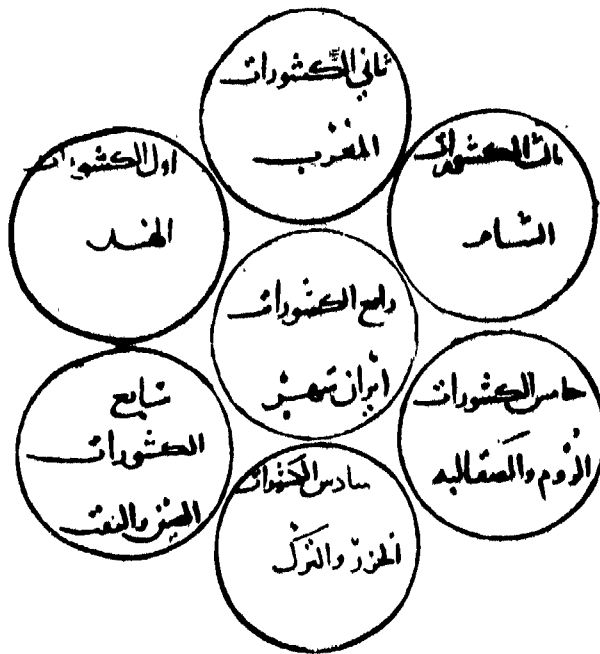 اول الكشورات
الهند
ثاني الكشورات
المغرب
ثالث الكشورات
الشام
رابع الكشورات
ايران شهر
خامس الكشورات
الروم والصقالبه
سادس الكشورات
الخزر والترك
سابع
الكشورات
الصين والتبت